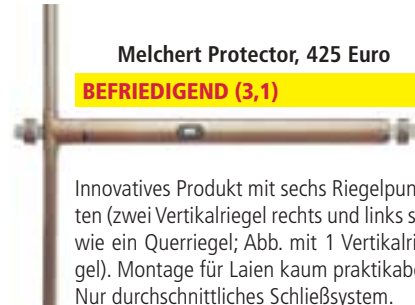 Melchert Protector, 425 Euro
BEFRIEDIGEND (3,1)
Innovatives Produkt mit sechs Riegelpunk-
ten (zwei Vertikalriegel rechts und links so-
wie ein Querriegel; Abb. mit 1 Vertikalrie-
gel). Montage für Laien kaum praktikabel.
Nur durchschnittliches Schließsystem.